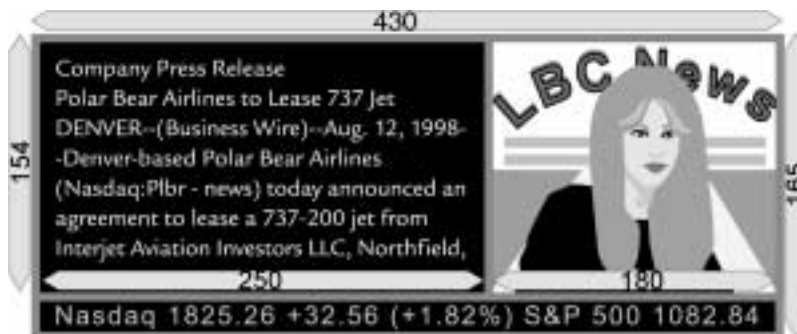 430
Company Press Release
Polar Bear Airlines to Lease 737 Jet
DENVER--(Business Wire)--Aug. 12, 1998-
-Denver-based Polar Bear Airlines
(Nasdaq:Plbr - news) today announced an
agreement to lease a 737-200 jet from
Interjet Aviation Investors LLC, Northfield,
LBC News
154
165
250
180
Nasdaq 1825.26 +32.56 (+1.82%) S&P 500 1082.84